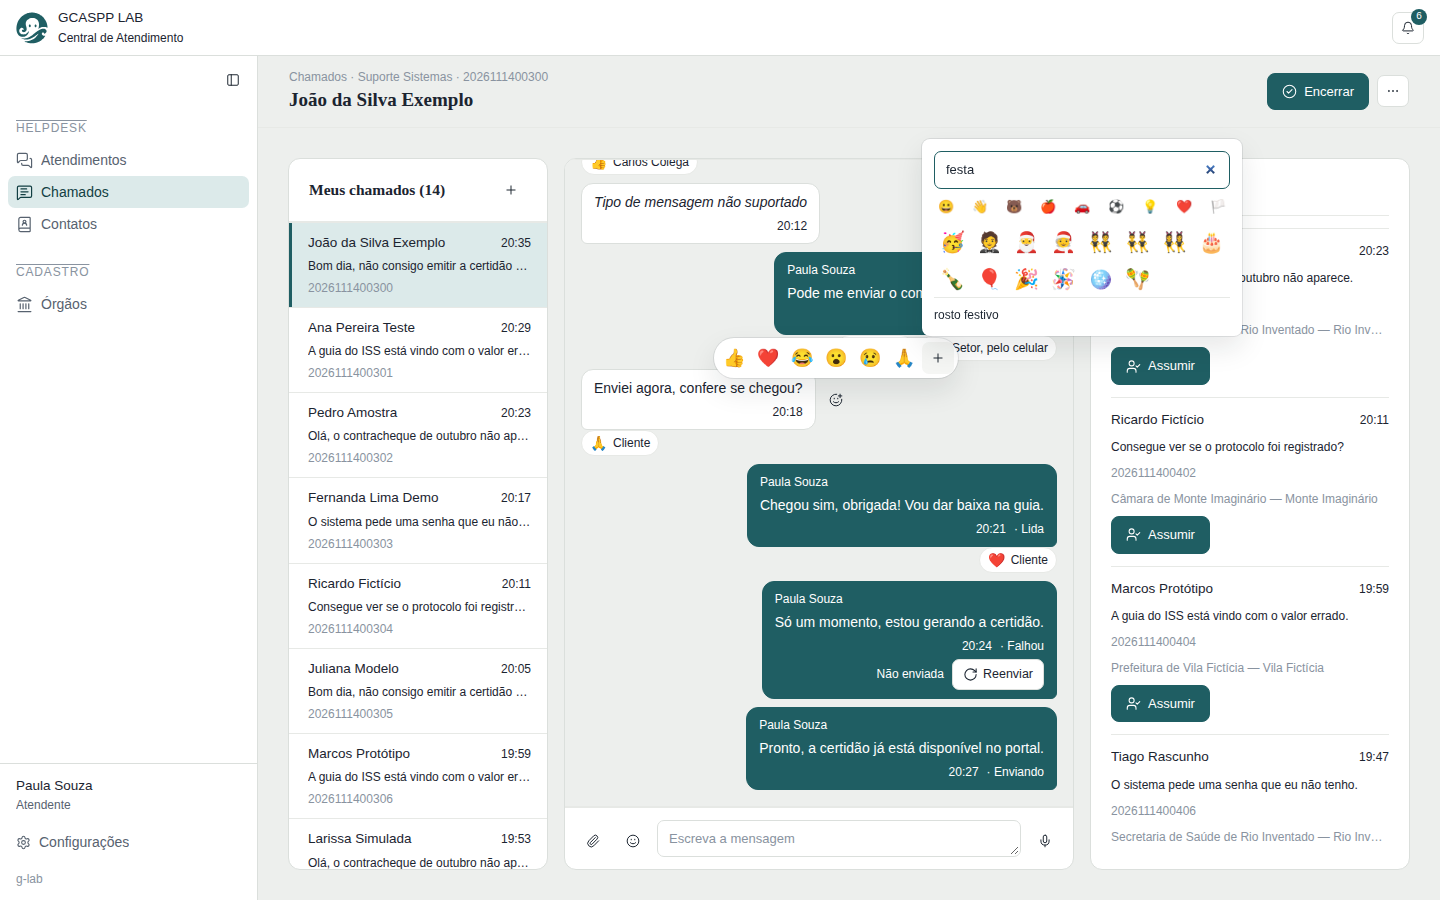 GCASPP LAB
Central de Atendimento
6
HELPDESK
Atendimentos
Chamados
Contatos
CADASTRO
Órgãos
Paula Souza
Atendente
Configurações
g-lab
Chamados · Suporte Sistemas · 2026111400300
João da Silva Exemplo
Encerrar
Meus chamados (14)
João da Silva Exemplo 20:35
Bom dia, não consigo emitir a certidão …
2026111400300
Ana Pereira Teste 20:29
A guia do ISS está vindo com o valor er…
2026111400301
Pedro Amostra 20:23
Olá, o contracheque de outubro não ap…
2026111400302
Fernanda Lima Demo 20:17
O sistema pede uma senha que eu não…
2026111400303
Ricardo Fictício 20:11
Consegue ver se o protocolo foi registr…
2026111400304
Juliana Modelo 20:05
Bom dia, não consigo emitir a certidão …
2026111400305
Marcos Protótipo 19:59
A guia do ISS está vindo com o valor er…
2026111400306
Larissa Simulada 19:53
Olá, o contracheque de outubro não ap…
Carlos Colega
Tipo de mensagem não suportado
20:12
Paula Souza
Pode me enviar o com
Setor, pelo celular
Enviei agora, confere se chegou?
20:18
Cliente
Paula Souza
Chegou sim, obrigada! Vou dar baixa na guia.
20:21 · Lida
Cliente
Paula Souza
Só um momento, estou gerando a certidão.
20:24 · Falhou
Não enviada Reenviar
Paula Souza
Pronto, a certidão já está disponível no portal.
20:27 · Enviando
Escreva a mensagem
festa
rosto festivo
20:23
outubro não aparece.
Rio Inventado — Rio Inv…
Assumir
Ricardo Fictício 20:11
Consegue ver se o protocolo foi registrado?
2026111400402
Câmara de Monte Imaginário — Monte Imaginário
Assumir
Marcos Protótipo 19:59
A guia do ISS está vindo com o valor errado.
2026111400404
Prefeitura de Vila Fictícia — Vila Fictícia
Assumir
Tiago Rascunho 19:47
O sistema pede uma senha que eu não tenho.
2026111400406
Secretaria de Saúde de Rio Inventado — Rio Inv…